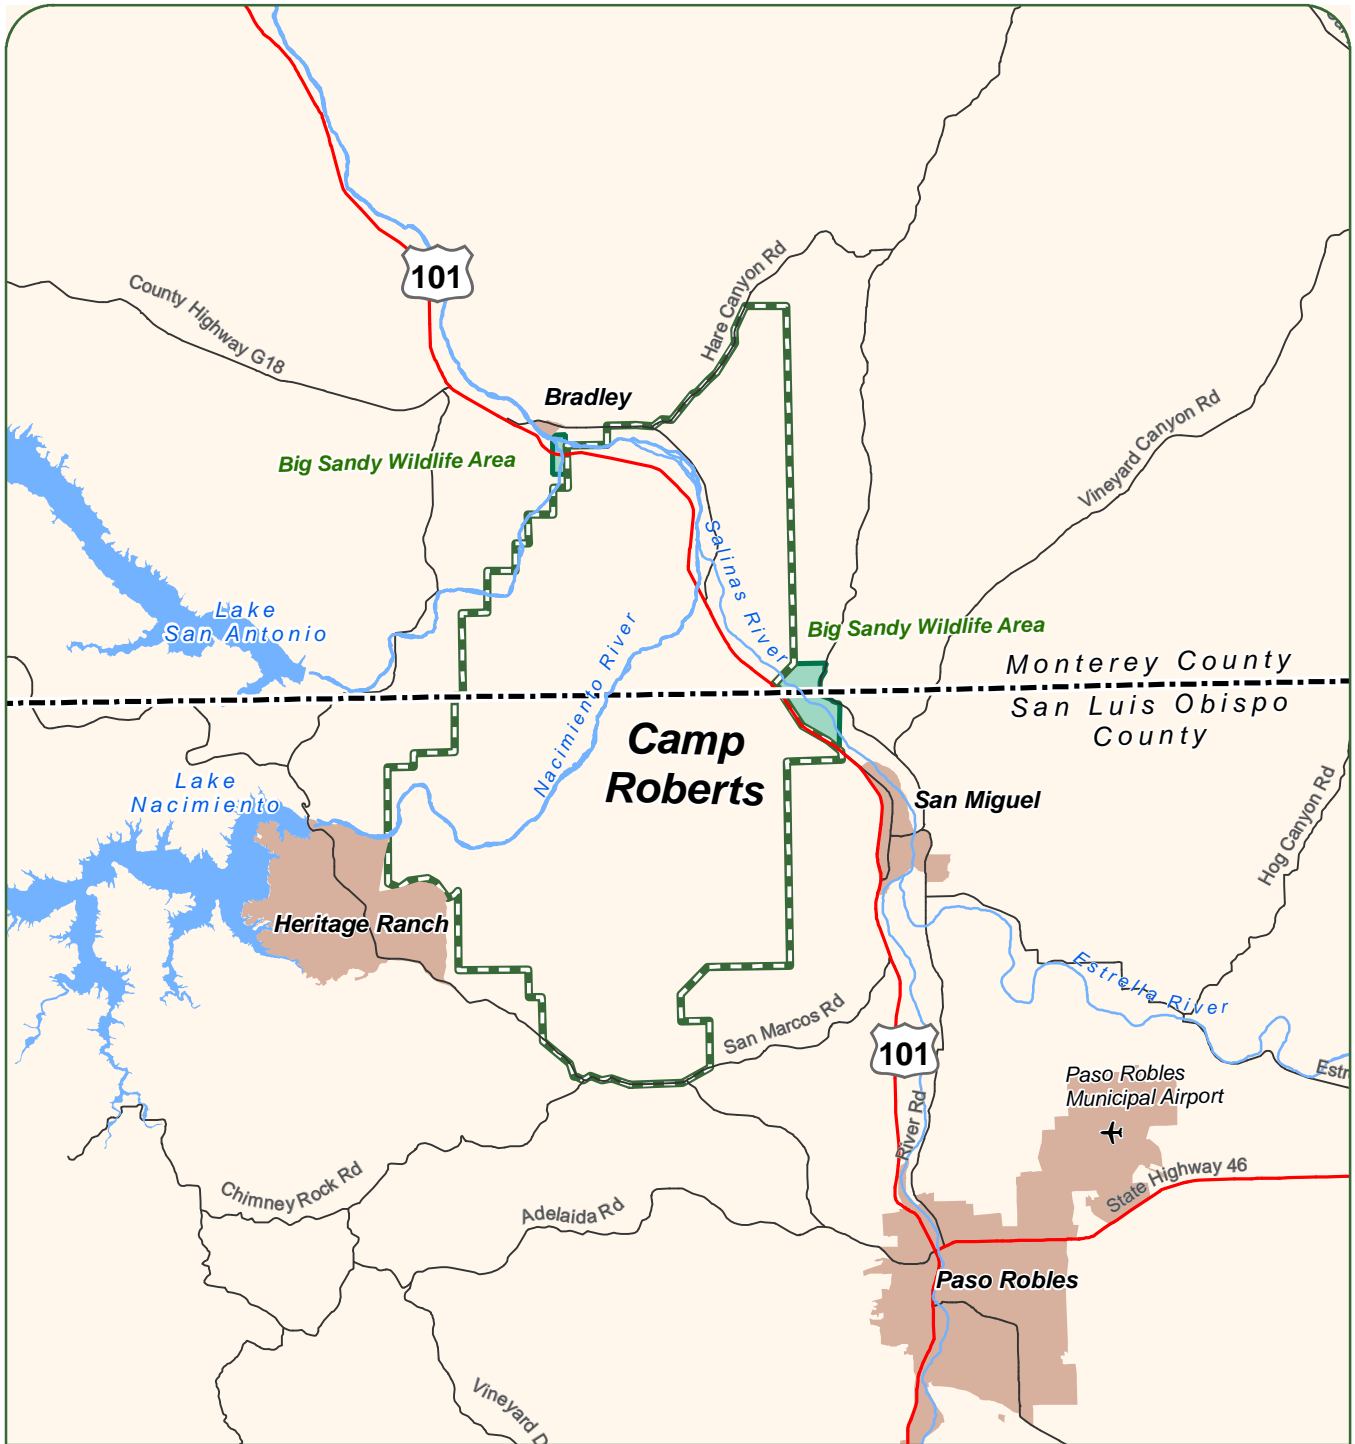 101
County Highway G18
Hare Canyon Rd
Bradley
Big Sandy Wildlife Area
Vineyard Canyon Rd
Salinas River
Lake
San Antonio
Nacimiento River
Big Sandy Wildlife Area
Monterey County
San Luis Obispo
County
Camp
Roberts
Lake
Nacimiento
San Miguel
Hog Canyon Rd
Heritage Ranch
Estrella River
San Marcos Rd
101
Paso Robles
Municipal Airport
Estr
River Rd
State Highway 46
Chimney Rock Rd
Adelaida Rd
Paso Robles
Vineyard D